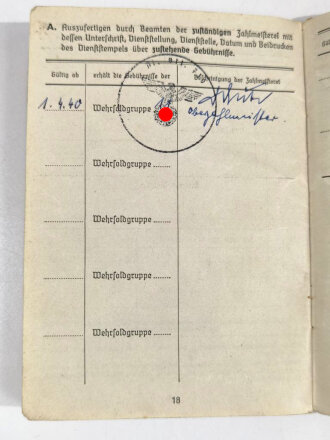 A. Auszufertigen durch Beamten der zuständigen Zahlmeisterei mit
dessen Unterschrift, Dienststellung, Dienststelle, Datum und Beidrucken
des Dienststempels über zustehende Gebührnisse.
Gültig ab erhält die Gebührnisse der Bescheinigung der Zahlmeisterei
1.4.40 Wehrsoldgruppe
Oberzahlmeister.
Wehrsoldgruppe ........
Wehrsoldgruppe ........
Wehrsoldgruppe ........
Wehrsoldgruppe ........
18